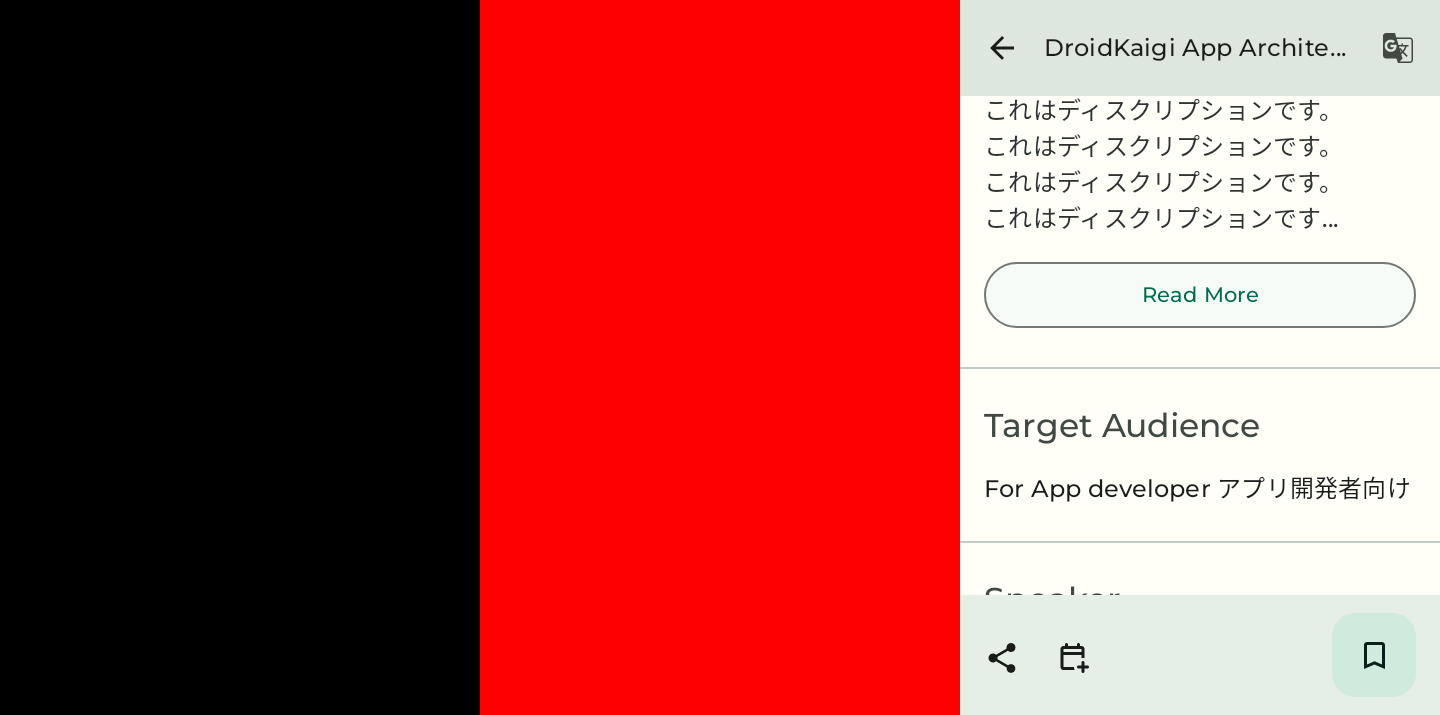 DroidKaigi App Archite...
これはディスクリプションです。
これはディスクリプションです。
これはディスクリプションです。
これはディスクリプションです...
Read More
Target Audience
For App developer アプリ開発者向け
Speaker